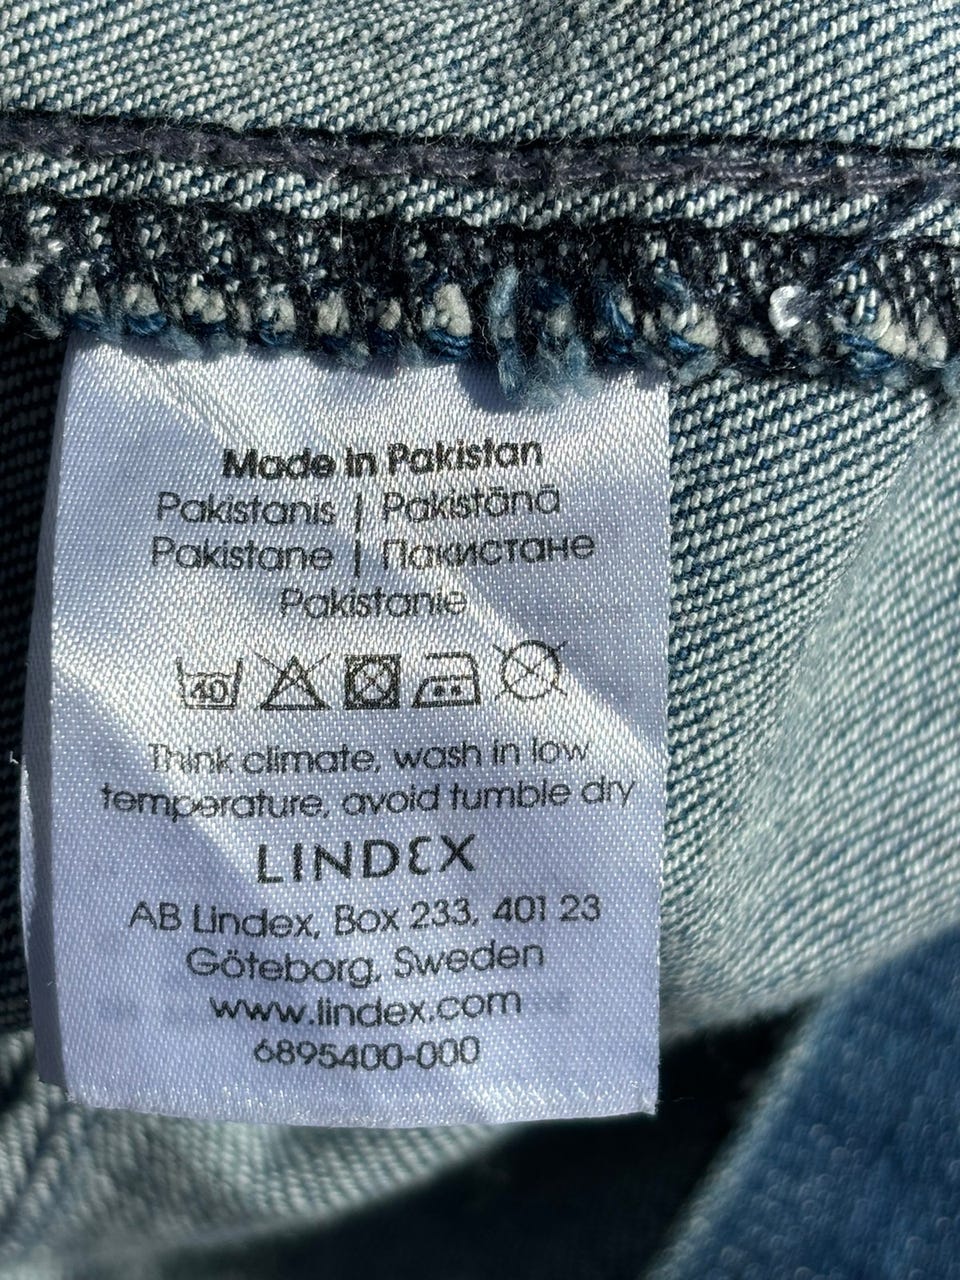 Made in Pakistan
Pakistanis | Pakistānā
Pakistane | Пакистане
Pakistanie
40
Think climate, wash in low
temperature, avoid tumble dry
LINDEX
AB Lindex, Box 233, 401 23
Göteborg, Sweden
www.lindex.com
6895400-000